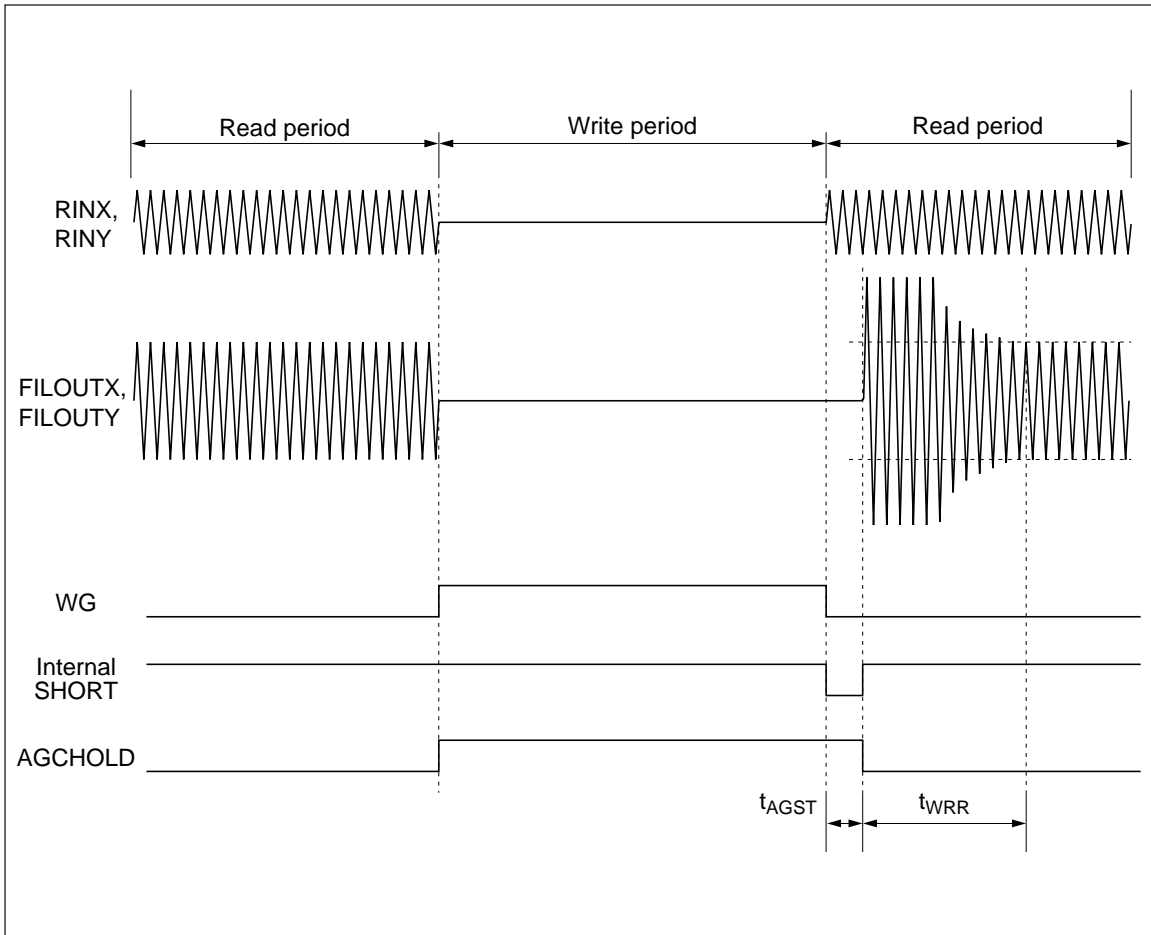 Read period
Write period
Read period
RINX,
RINY
FILOUTX,
FILOUTY
WG
Internal
SHORT
AGCHOLD
tAGST
tWRR